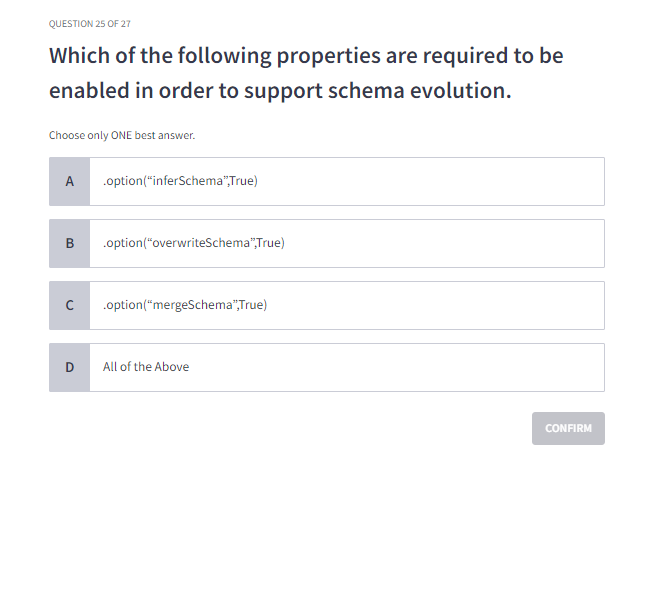 QUESTION 25 OF 27
Which of the following properties are required to be
enabled in order to support schema evolution.
Choose only ONE best answer.
A .option(“inferSchema”,True)
B .option(“overwriteSchema”,True)
C .option(“mergeSchema”,True)
D All of the Above
CONFIRM